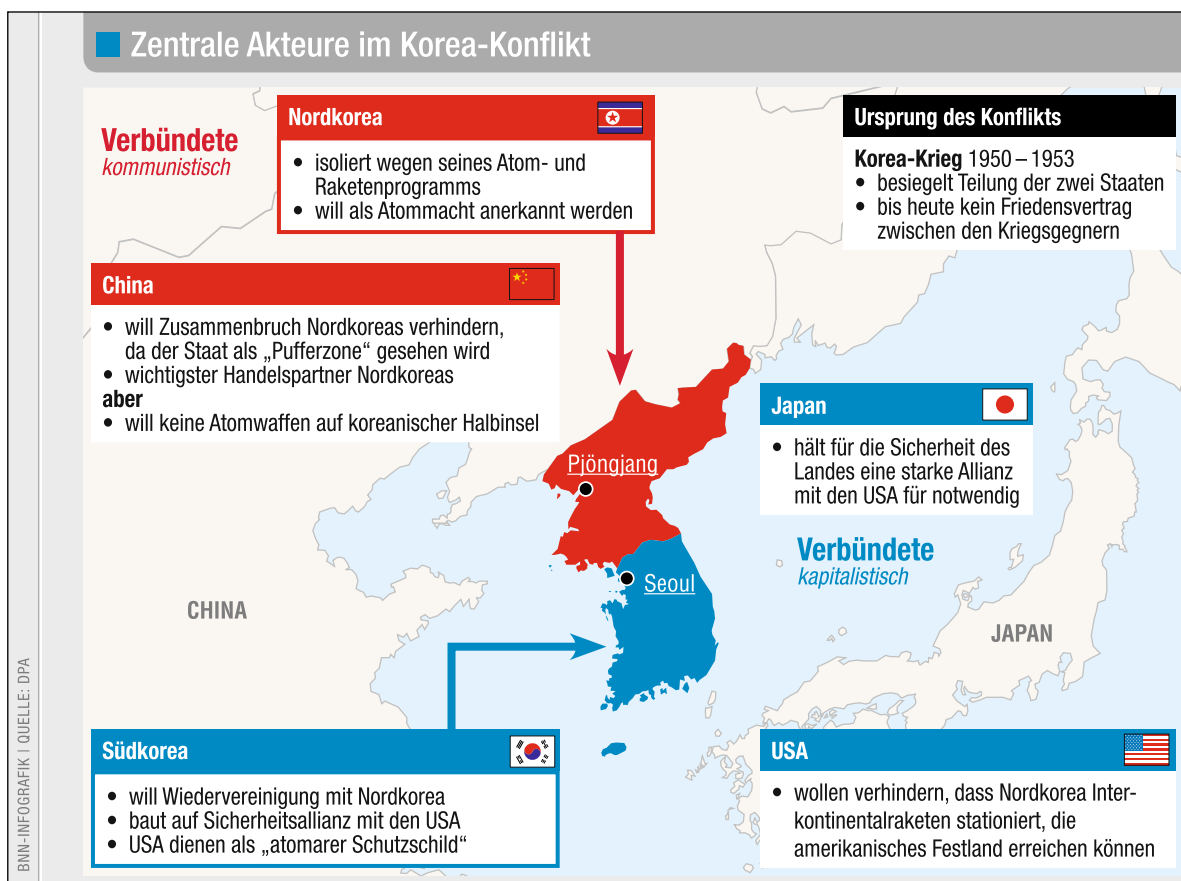 Zentrale Akteure im Korea-Konflikt
Verbündete
kommunistisch
Nordkorea
• isoliert wegen seines Atom- und
Raketenprogramms
• will als Atommacht anerkannt werden
Ursprung des Konflikts
Korea-Krieg 1950 – 1953
• besiegelt Teilung der zwei Staaten
• bis heute kein Friedensvertrag
zwischen den Kriegsgegnern
China
• will Zusammenbruch Nordkoreas verhindern,
da der Staat als „Pufferzone“ gesehen wird
• wichtigster Handelspartner Nordkoreas
aber
• will keine Atomwaffen auf koreanischer Halbinsel
Japan
• hält für die Sicherheit des
Landes eine starke Allianz
mit den USA für notwendig
Pjöngjang
Verbündete
kapitalistisch
Seoul
CHINA
JAPAN
Südkorea
• will Wiedervereinigung mit Nordkorea
• baut auf Sicherheitsallianz mit den USA
• USA dienen als „atomarer Schutzschild“
USA
• wollen verhindern, dass Nordkorea Inter-
kontinentalraketen stationiert, die
amerikanisches Festland erreichen können
BNN-INFOGRAFIK | QUELLE: DPA